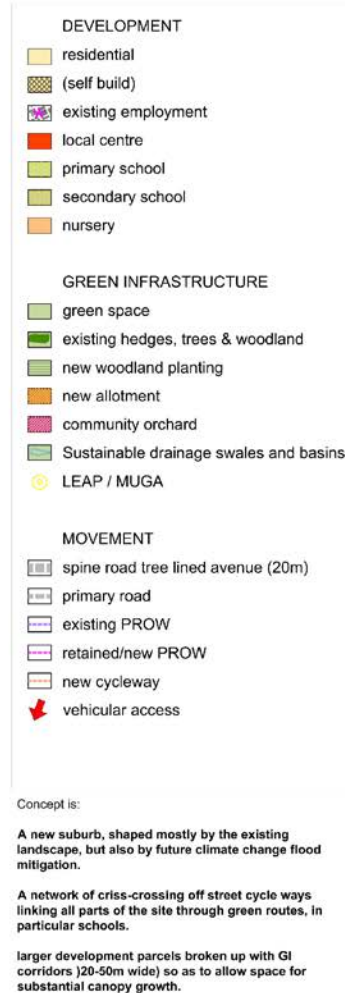 DEVELOPMENT
residential
(self build)
existing employment
local centre
primary school
secondary school
nursery
GREEN INFRASTRUCTURE
green space
existing hedges, trees & woodland
new woodland planting
new allotment
community orchard
Sustainable drainage swales and basins
LEAP / MUGA
MOVEMENT
spine road tree lined avenue (20m)
primary road
existing PROW
retained/new PROW
new cycleway
vehicular access
Concept is:
A new suburb, shaped mostly by the existing
landscape, but also by future climate change flood
mitigation.
A network of criss-crossing off street cycle ways
linking all parts of the site through green routes, in
particular schools.
larger development parcels broken up with GI
corridors )20-50m wide) so as to allow space for
substantial canopy growth.